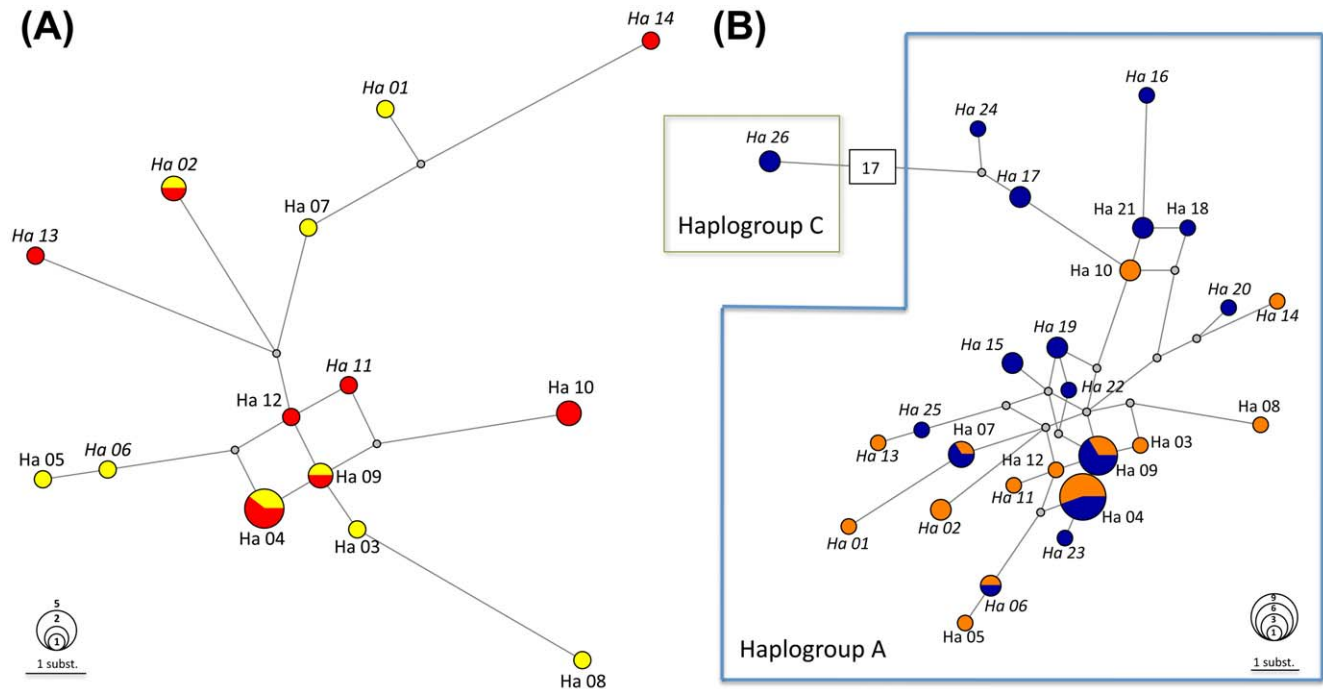 (A)
Ha 14
Ha 01
Ha 02
Ha 07
Ha 13
Ha 11
Ha 12
Ha 10
Ha 06
Ha 05
Ha 09
Ha 04
Ha 03
Ha 08
5
2
1
1 subst.
(B)
Ha 16
Ha 24
Ha 26
17
Ha 17
Haplogroup C
Ha 21
Ha 18
Ha 10
Ha 20
Ha 14
Ha 19
Ha 15
Ha 22
Ha 25
Ha 08
Ha 13
Ha 07
Ha 03
Ha 12
Ha 09
Ha 11
Ha 02
Ha 04
Ha 01
Ha 23
Ha 06
Ha 05
Haplogroup A
9
6
3
1
1 subst.